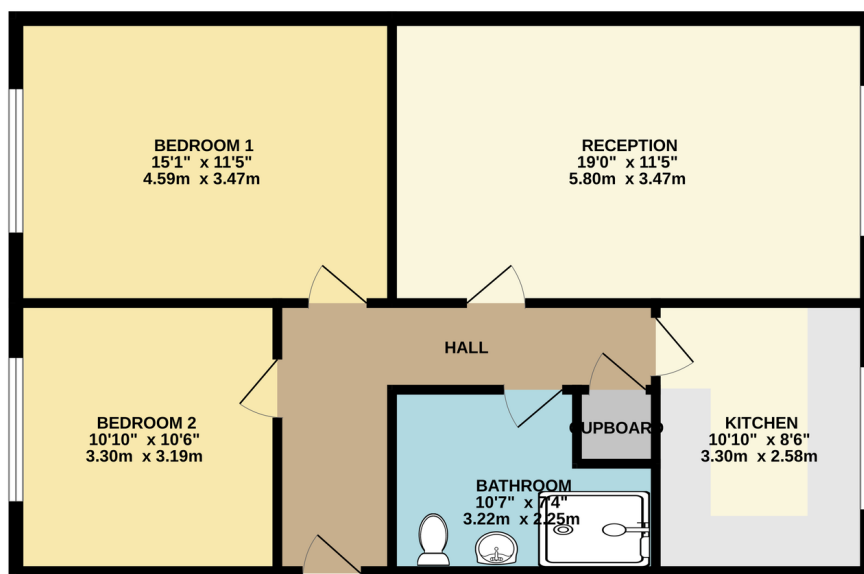 BEDROOM 1
15'1" x 11'5"
4.59m x 3.47m
RECEPTION
19'0" x 11'5"
5.80m x 3.47m
HALL
BEDROOM 2
10'10" x 10'6"
3.30m x 3.19m
CUPBOARD
KITCHEN
10'10" x 8'6"
3.30m x 2.58m
BATHROOM
10'7" x 7'4"
3.22m x 2.25m